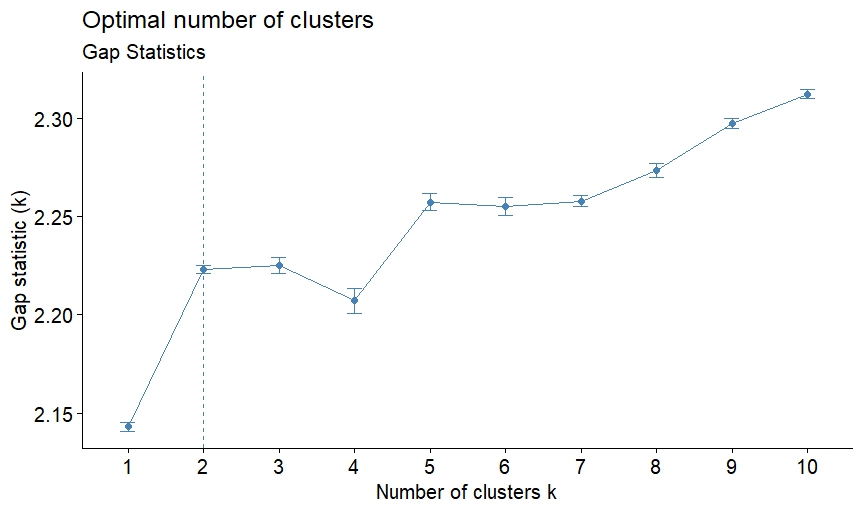 Optimal number of clusters
Gap Statistics
Gap statistic (k)
2.30
2.25
2.20
2.15
1 2 3 4 5 6 7 8 9 10
Number of clusters k